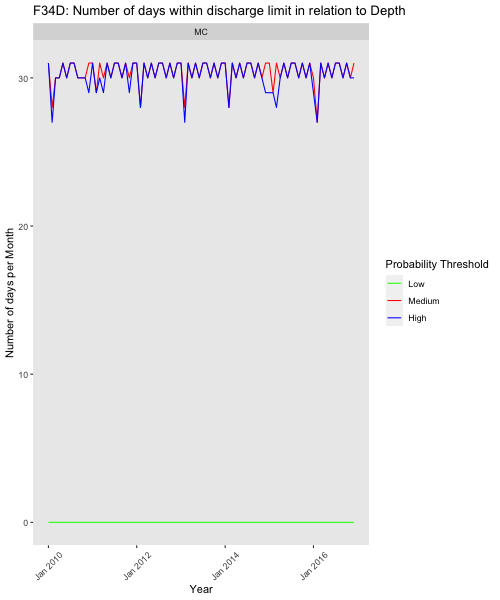 F34D: Number of days within discharge limit in relation to Depth
MC
Number of days per Month
30
20
10
0
Jan 2010
Jan 2012
Jan 2014
Jan 2016
Year
Probability Threshold
Low
Medium
High